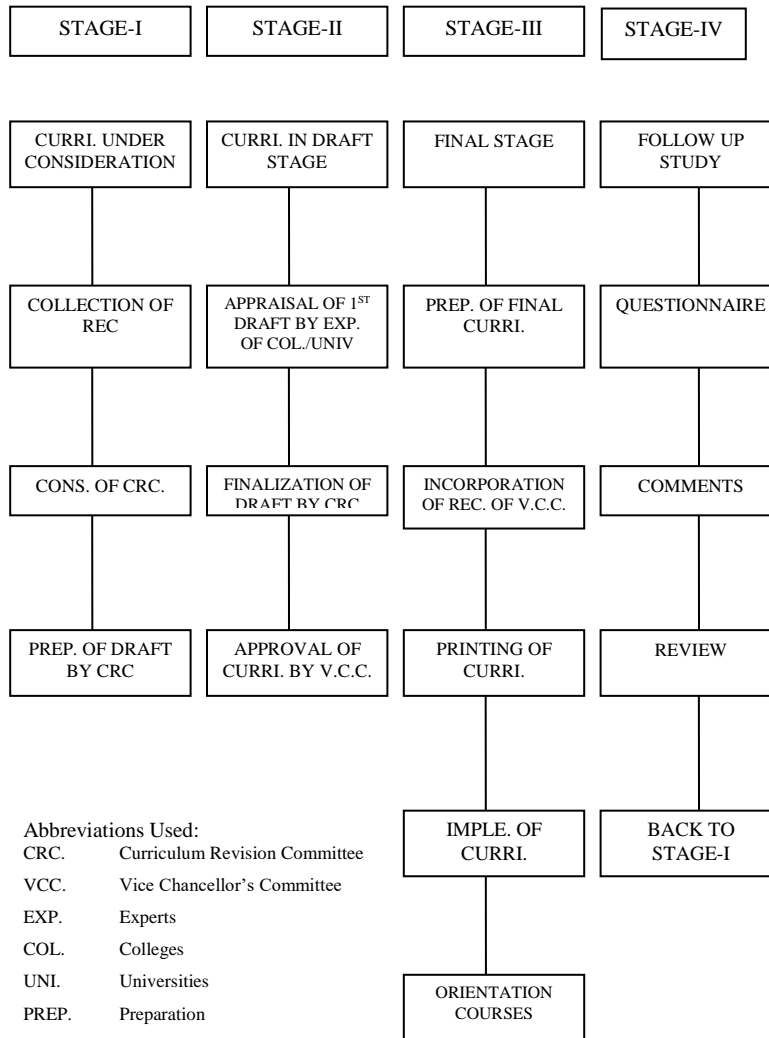 STAGE-I
STAGE-II
STAGE-III
STAGE-IV
CURRI. UNDER
CONSIDERATION
COLLECTION OF
REC
CONS. OF CRC.
PREP. OF DRAFT
BY CRC
CURRI. IN DRAFT
STAGE
APPRAISAL OF 1ST
DRAFT BY EXP.
OF COL./UNIV
FINALIZATION OF
DRAFT BY CRC
APPROVAL OF
CURRI. BY V.C.C.
FINAL STAGE
PREP. OF FINAL
CURRI.
INCORPORATION
OF REC. OF V.C.C.
PRINTING OF
CURRI.
IMPLE. OF
CURRI.
ORIENTATION
COURSES
FOLLOW UP
STUDY
QUESTIONNAIRE
COMMENTS
REVIEW
BACK TO
STAGE-I
Abbreviations Used:
CRC. Curriculum Revision Committee
VCC. Vice Chancellor’s Committee
EXP. Experts
COL. Colleges
UNI. Universities
PREP. Preparation